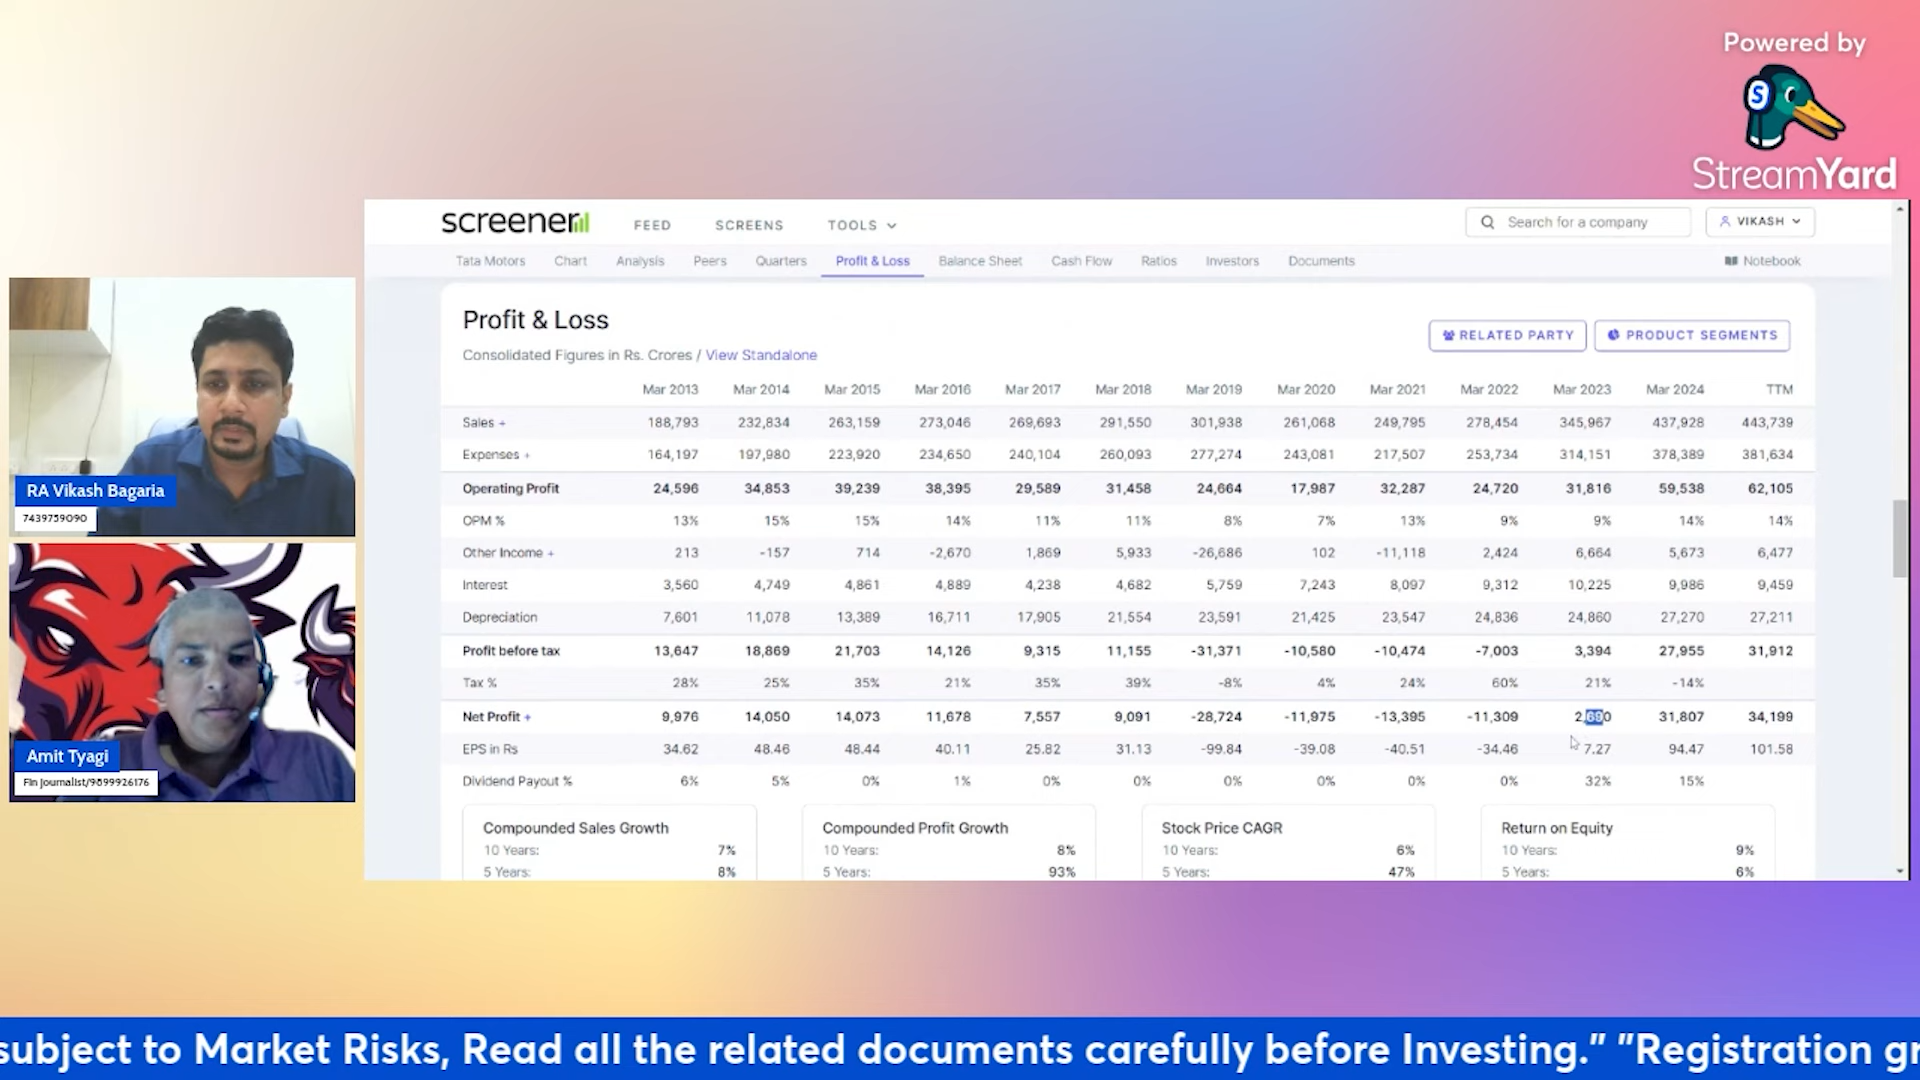 Powered by
StreamYard
screener
FEED SCREENS TOOLS
Search for a company
VIKASH
Tata Motors Chart Analysis Peers Quarters Profit & Loss Balance Sheet Cash Flow Ratios Investors Documents
Notebook
Profit & Loss
RELATED PARTY PRODUCT SEGMENTS
Consolidated Figures in Rs. Crores / View Standalone
Mar 2013 Mar 2014 Mar 2015 Mar 2016 Mar 2017 Mar 2018 Mar 2019 Mar 2020 Mar 2021 Mar 2022 Mar 2023 Mar 2024 TTM
Sales + 188,793 232,834 263,159 273,046 269,693 291,550 301,938 261,068 249,795 278,454 345,967 437,928 443,739
Expenses + 164,197 197,980 223,920 234,650 240,104 260,093 277,274 243,081 217,507 253,734 314,151 378,389 381,634
Operating Profit 24,596 34,853 39,239 38,395 29,589 31,458 24,664 17,987 32,287 24,720 31,816 59,538 62,105
OPM % 13% 15% 15% 14% 11% 11% 8% 7% 13% 9% 9% 14% 14%
Other Income + 213 -157 714 -2,670 1,869 5,933 -26,686 102 -11,118 2,424 6,664 5,673 6,477
Interest 3,560 4,749 4,861 4,889 4,238 4,682 5,759 7,243 8,097 9,312 10,225 9,986 9,459
Depreciation 7,601 11,078 13,389 16,711 17,905 21,554 23,591 21,425 23,547 24,836 24,860 27,270 27,211
Profit before tax 13,647 18,869 21,703 14,126 9,315 11,155 -31,371 -10,580 -10,474 -7,003 3,394 27,955 31,912
Tax % 28% 25% 35% 21% 35% 39% -8% 4% 24% 60% 21% -14%
Net Profit + 9,976 14,050 14,073 11,678 7,557 9,091 -28,724 -11,975 -13,395 -11,309 2,690 31,807 34,199
EPS in Rs 34.62 48.46 48.44 40.11 25.82 31.13 -99.84 -39.08 -40.51 -34.46 7.27 94.47 101.58
Dividend Payout % 6% 5% 0% 1% 0% 0% 0% 0% 0% 0% 32% 15%
Compounded Sales Growth
10 Years: 7%
5 Years: 8%
Compounded Profit Growth
10 Years: 8%
5 Years: 93%
Stock Price CAGR
10 Years: 6%
5 Years: 47%
Return on Equity
10 Years: 9%
5 Years: 6%
RA Vikash Bagaria
7439759090
Amit Tyagi
Fin Journalist/9899926176
subject to Market Risks, Read all the related documents carefully before Investing." "Registration gr